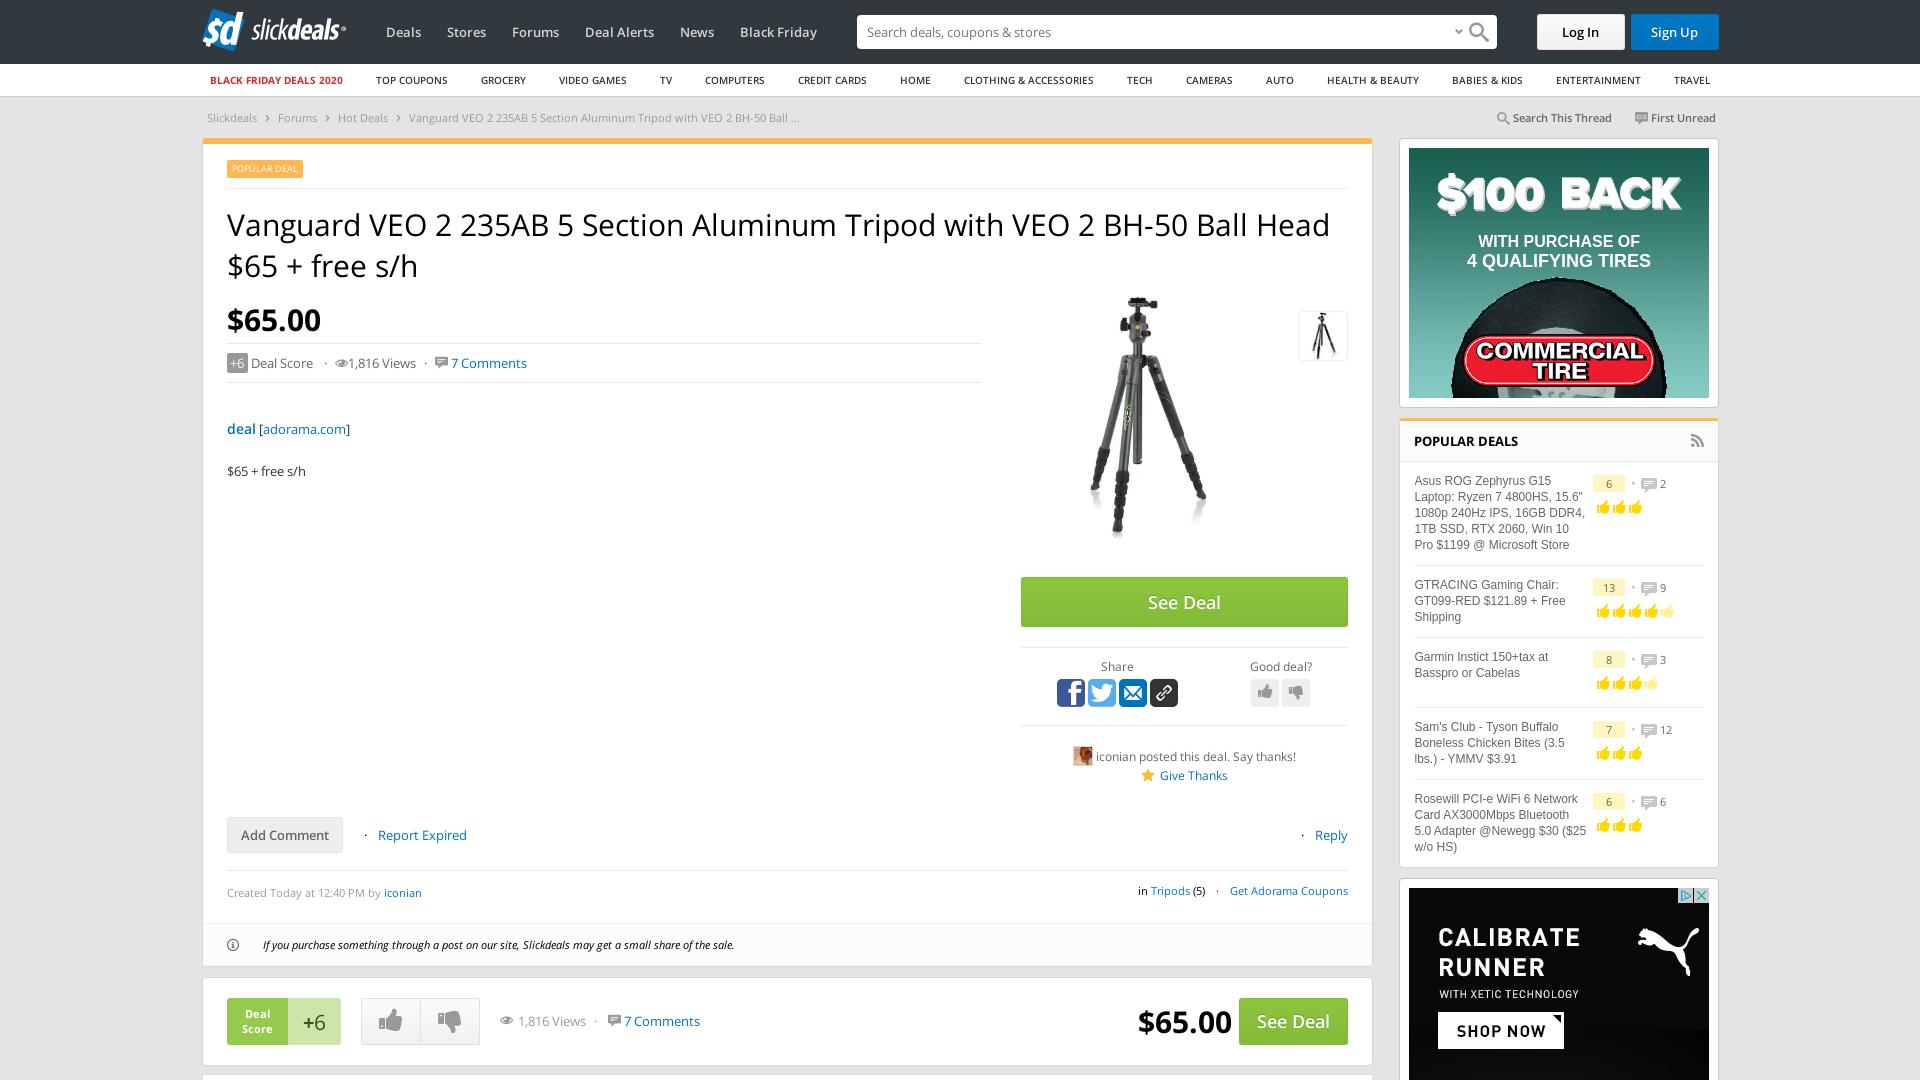 slickdeals
Deals
Stores
Forums
Deal Alerts
News
Black Friday
Search deals, coupons & stores
Log In
Sign Up
BLACK FRIDAY DEALS 2020
TOP COUPONS
GROCERY
VIDEO GAMES
TV
COMPUTERS
CREDIT CARDS
HOME
CLOTHING & ACCESSORIES
TECH
CAMERAS
AUTO
HEALTH & BEAUTY
BABIES & KIDS
ENTERTAINMENT
TRAVEL
Slickdeals > Forums > Hot Deals > Vanguard VEO 2 235AB 5 Section Aluminum Tripod with VEO 2 BH-50 Ball ...
Search This Thread
First Unread
POPULAR DEAL
Vanguard VEO 2 235AB 5 Section Aluminum Tripod with VEO 2 BH-50 Ball Head
$65 + free s/h
$65.00
+6 Deal Score · 1,816 Views · 7 Comments
deal [adorama.com]
$65 + free s/h
See Deal
Share
Good deal?
iconian posted this deal. Say thanks!
Give Thanks
Add Comment
· Report Expired
· Reply
Created Today at 12:40 PM by iconian
in Tripods (5) · Get Adorama Coupons
If you purchase something through a post on our site, Slickdeals may get a small share of the sale.
Deal
Score
+6
1,816 Views · 7 Comments
$65.00
See Deal
$100 BACK
WITH PURCHASE OF
4 QUALIFYING TIRES
COMMERCIAL
TIRE
POPULAR DEALS
Asus ROG Zephyrus G15
Laptop: Ryzen 7 4800HS, 15.6"
1080p 240Hz IPS, 16GB DDR4,
1TB SSD, RTX 2060, Win 10
Pro $1199 @ Microsoft Store
6 · 2
GTRACING Gaming Chair:
GT099-RED $121.89 + Free
Shipping
13 · 9
Garmin Instict 150+tax at
Basspro or Cabelas
8 · 3
Sam's Club - Tyson Buffalo
Boneless Chicken Bites (3.5
lbs.) - YMMV $3.91
7 · 12
Rosewill PCI-e WiFi 6 Network
Card AX3000Mbps Bluetooth
5.0 Adapter @Newegg $30 ($25
w/o HS)
6 · 6
CALIBRATE
RUNNER
WITH XETIC TECHNOLOGY
SHOP NOW